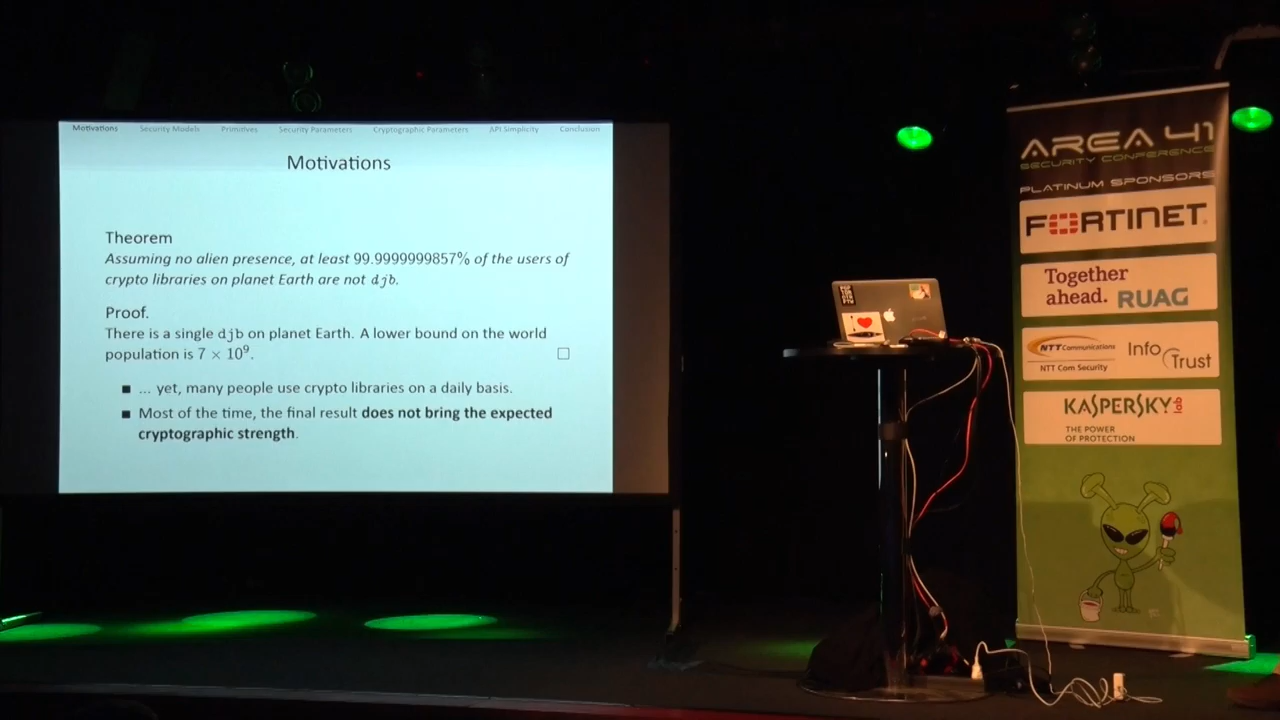 Motivations Security Models Primitives Security Parameters Cryptographic Parameters API Simplicity Conclusion
Motivations
Theorem
Assuming no alien presence, at least 99.9999999857% of the users of
crypto libraries on planet Earth are not djb.
Proof.
There is a single djb on planet Earth. A lower bound on the world
population is 7 × 10⁹. □
■ ... yet, many people use crypto libraries on a daily basis.
■ Most of the time, the final result does not bring the expected
cryptographic strength.
AREA 41
SECURITY CONFERENCE
PLATINUM SPONSORS
FORTINET
Together
ahead. RUAG
NTT Communications
NTT Com Security
Info
Trust
KASPERSKY lab
THE POWER
OF PROTECTION